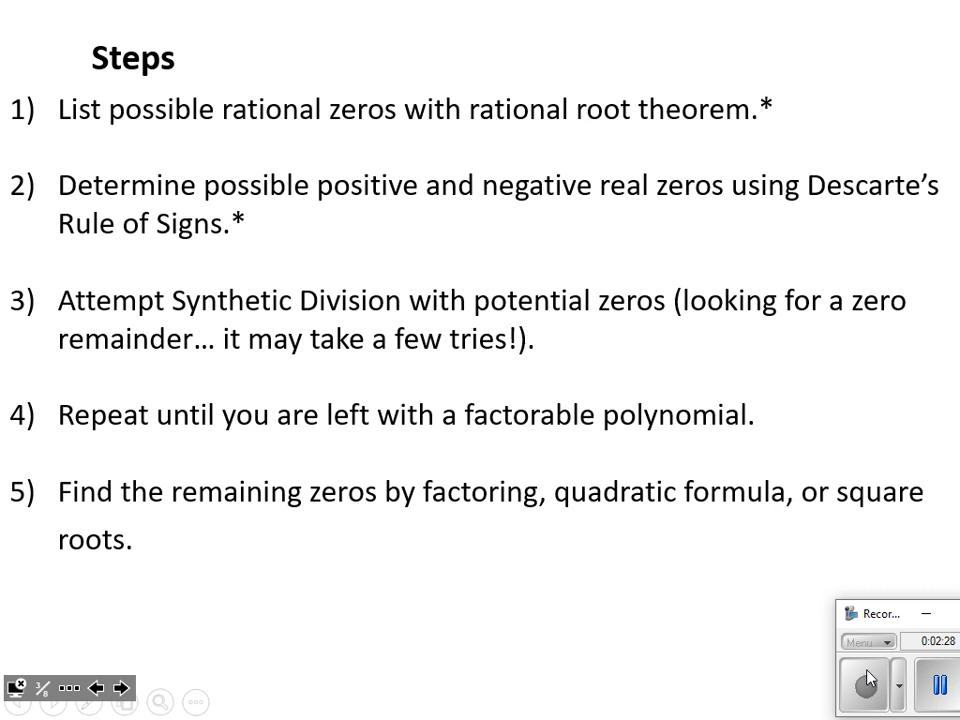 Steps
1) List possible rational zeros with rational root theorem.*
2) Determine possible positive and negative real zeros using Descarte’s
Rule of Signs.*
3) Attempt Synthetic Division with potential zeros (looking for a zero
remainder… it may take a few tries!).
4) Repeat until you are left with a factorable polynomial.
5) Find the remaining zeros by factoring, quadratic formula, or square
roots.
Recor...
Menu
0:02:28
3/8